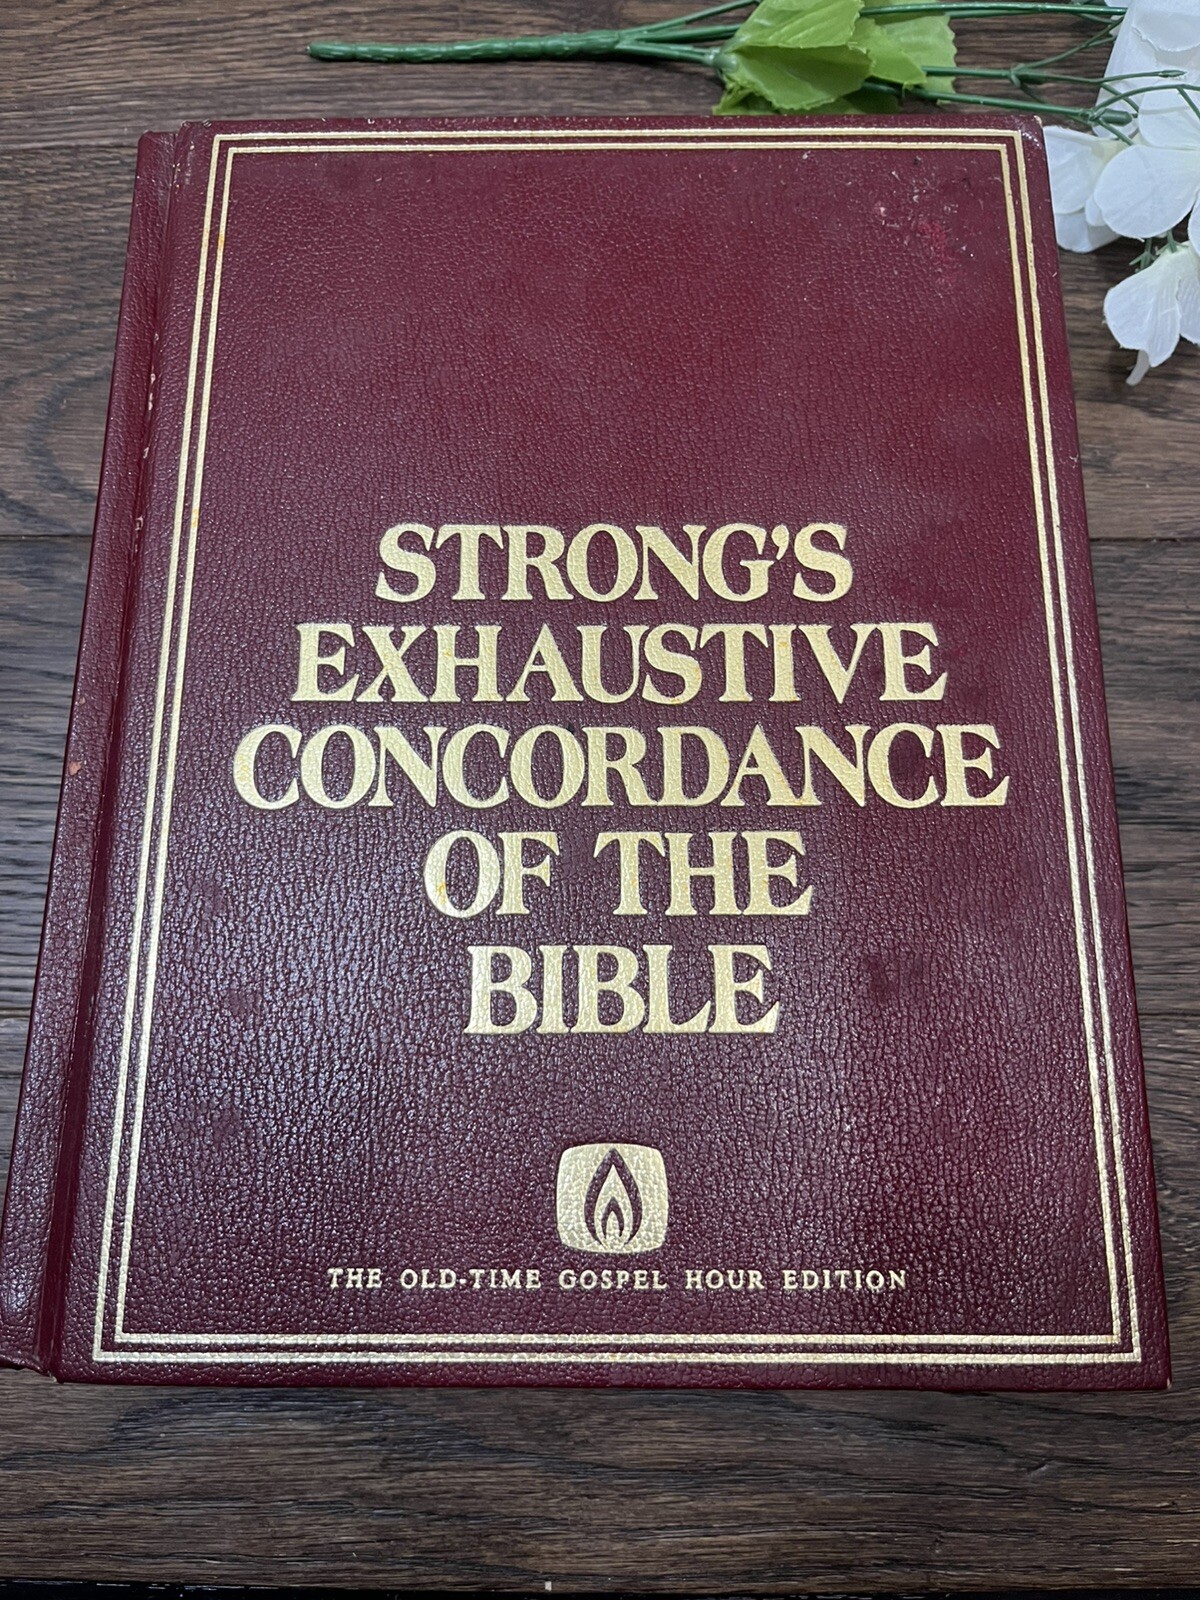 STRONG'S
EXHAUSTIVE
CONCORDANCE
OF THE
BIBLE
THE OLD-TIME GOSPEL HOUR EDITION